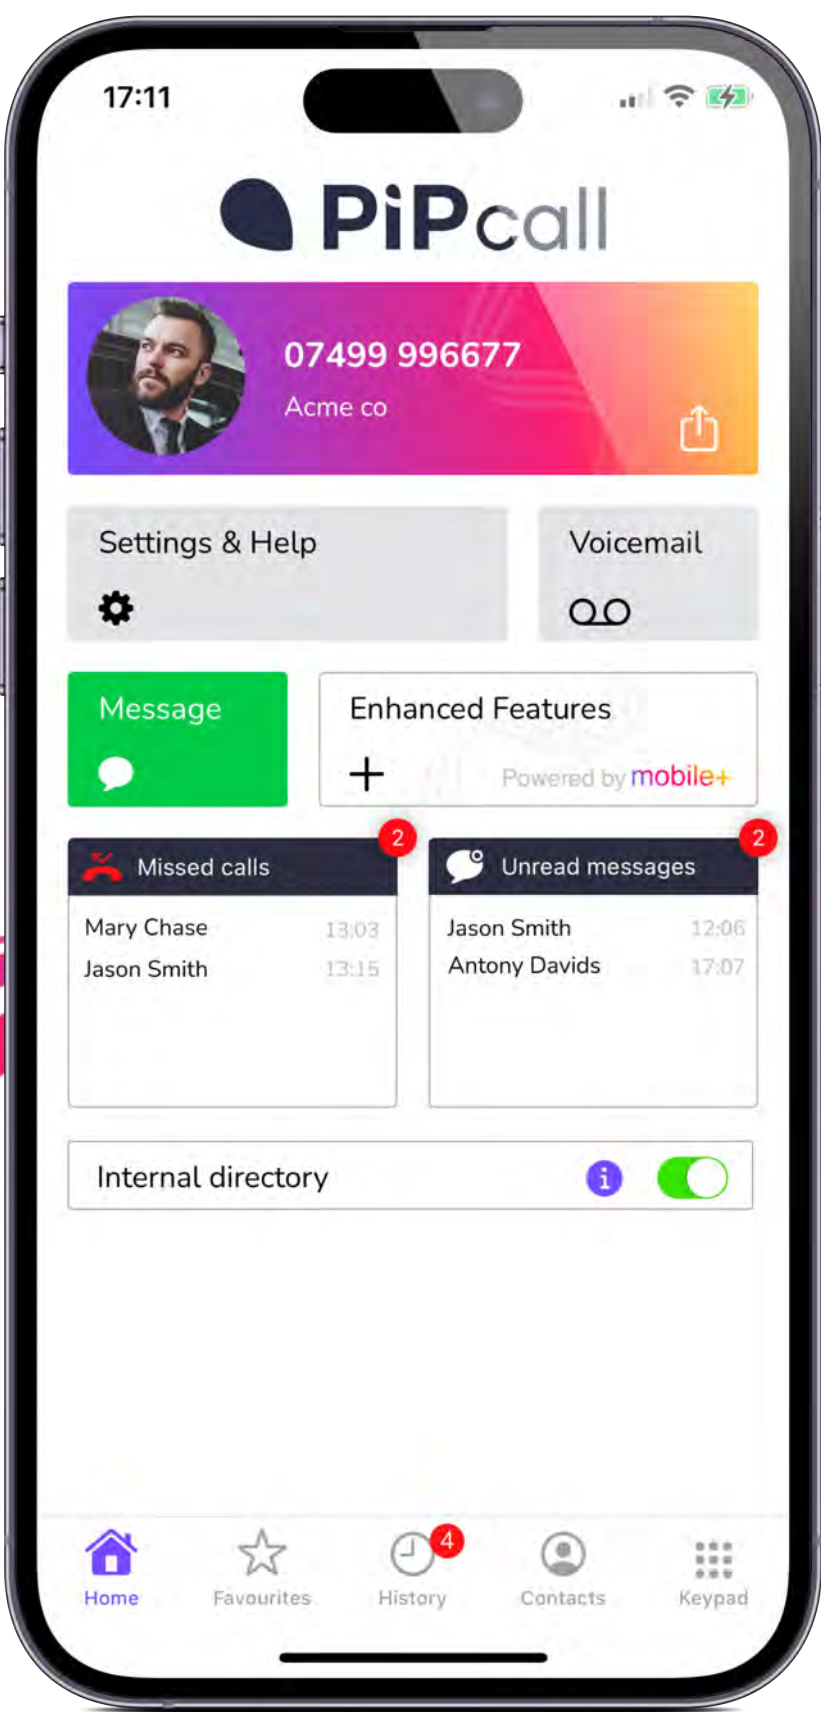 17:11
PiPcall
07499 996677
Acme co
Settings & Help
Voicemail
Message
Enhanced Features
Powered by mobile+
2
2
Missed calls
Mary Chase 13:03
Jason Smith 13:15
Unread messages
Jason Smith 12:06
Antony Davids 17:07
Internal directory
i
4
Home
Favourites
History
Contacts
Keypad